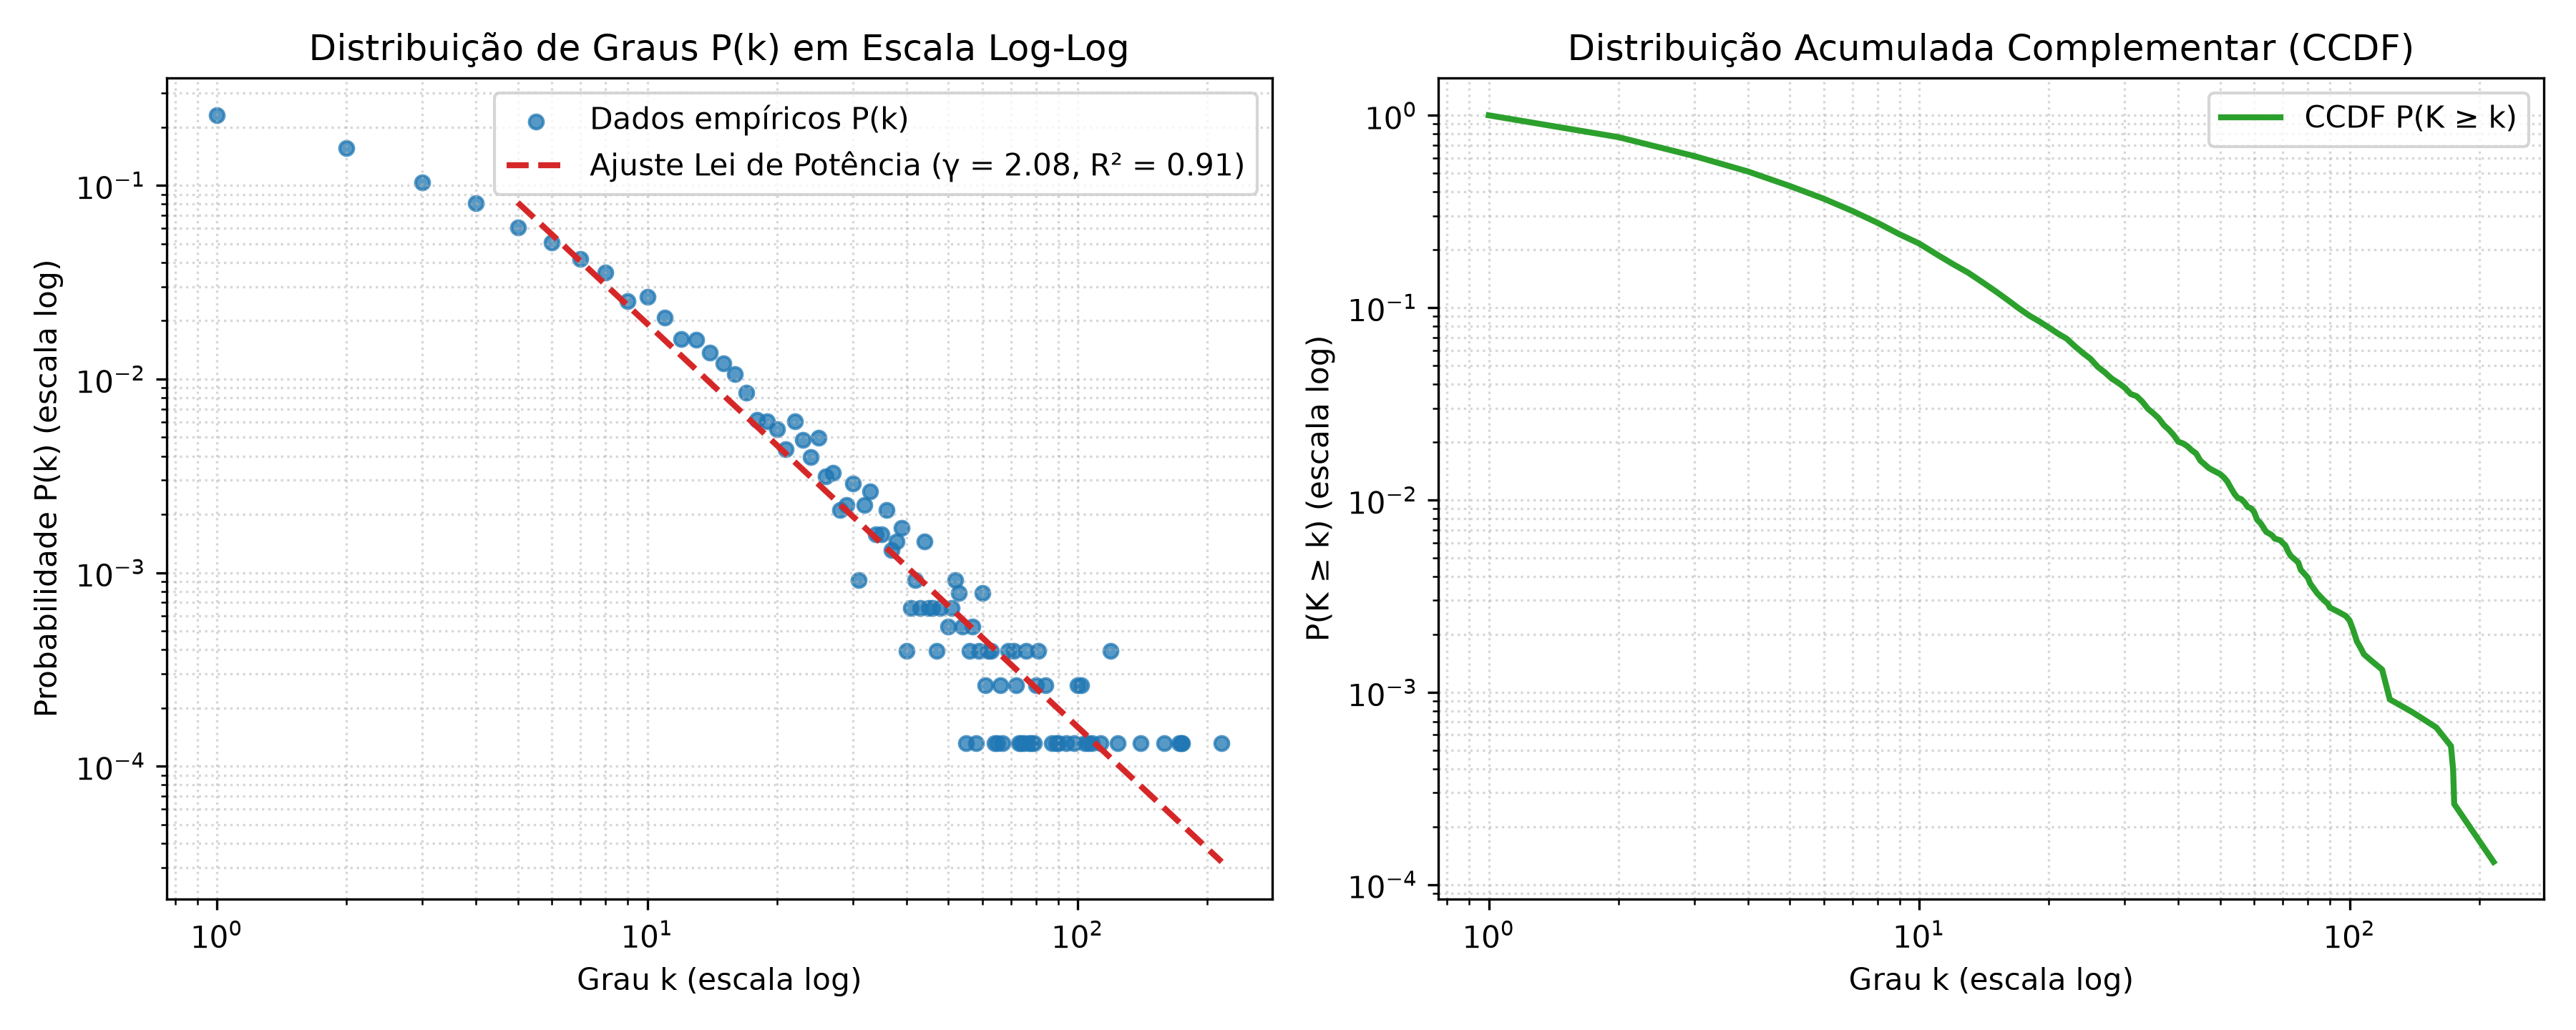 Distribuição de Graus P(k) em Escala Log-Log
Dados empíricos P(k)
Ajuste Lei de Potência (γ = 2.08, R² = 0.91)
Probabilidade P(k) (escala log)
10⁻¹
10⁻²
10⁻³
10⁻⁴
10⁰ 10¹ 10²
Grau k (escala log)
Distribuição Acumulada Complementar (CCDF)
CCDF P(K ≥ k)
P(K ≥ k) (escala log)
10⁰
10⁻¹
10⁻²
10⁻³
10⁻⁴
10⁰ 10¹ 10²
Grau k (escala log)